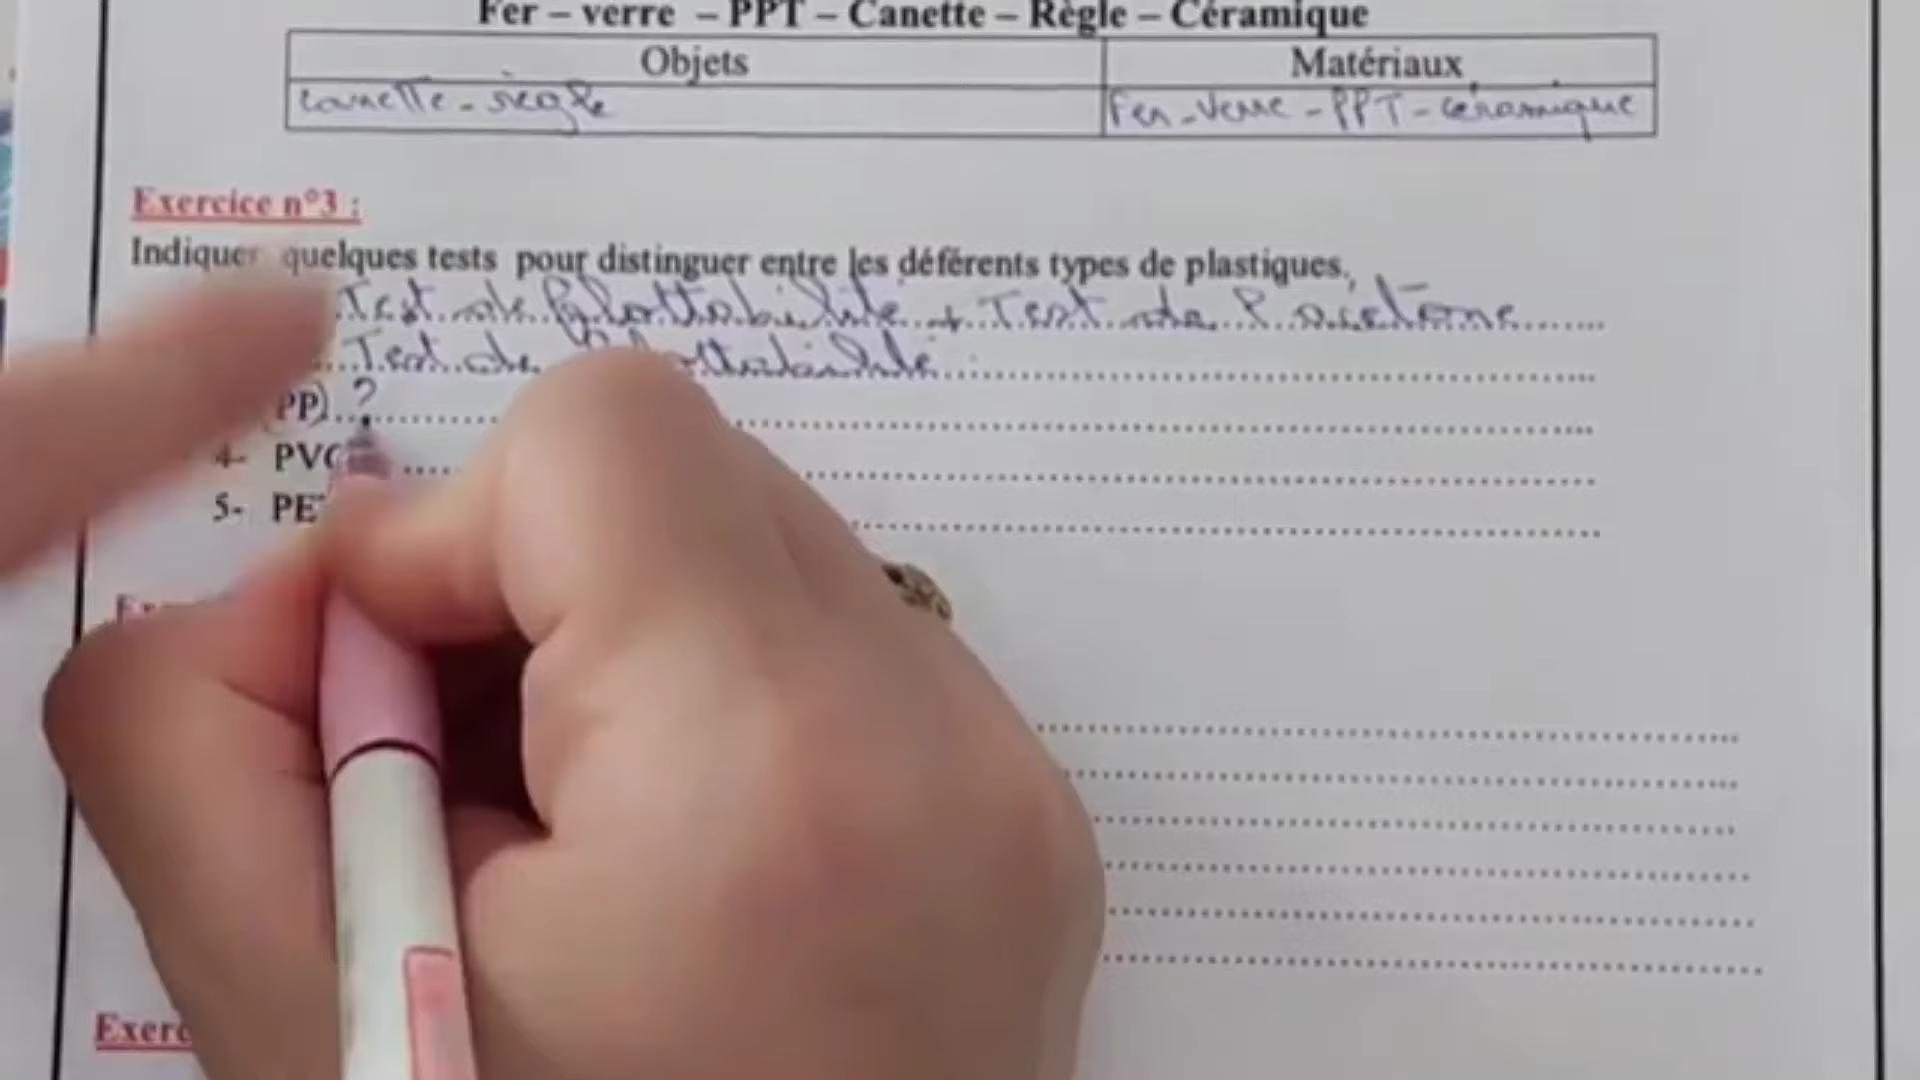 Fer – verre – PPT – Canette – Règle – Céramique
Objets Matériaux
canette - règle Fer - Verre - PPT - céramique
Exercice n°3 :
Indiquer quelques tests pour distinguer entre les déférents types de plastiques.
Test de flottabilité + Test de l'acétone
Test de flottabilité
PP) ?
4- PVC
5- PE
Exerc